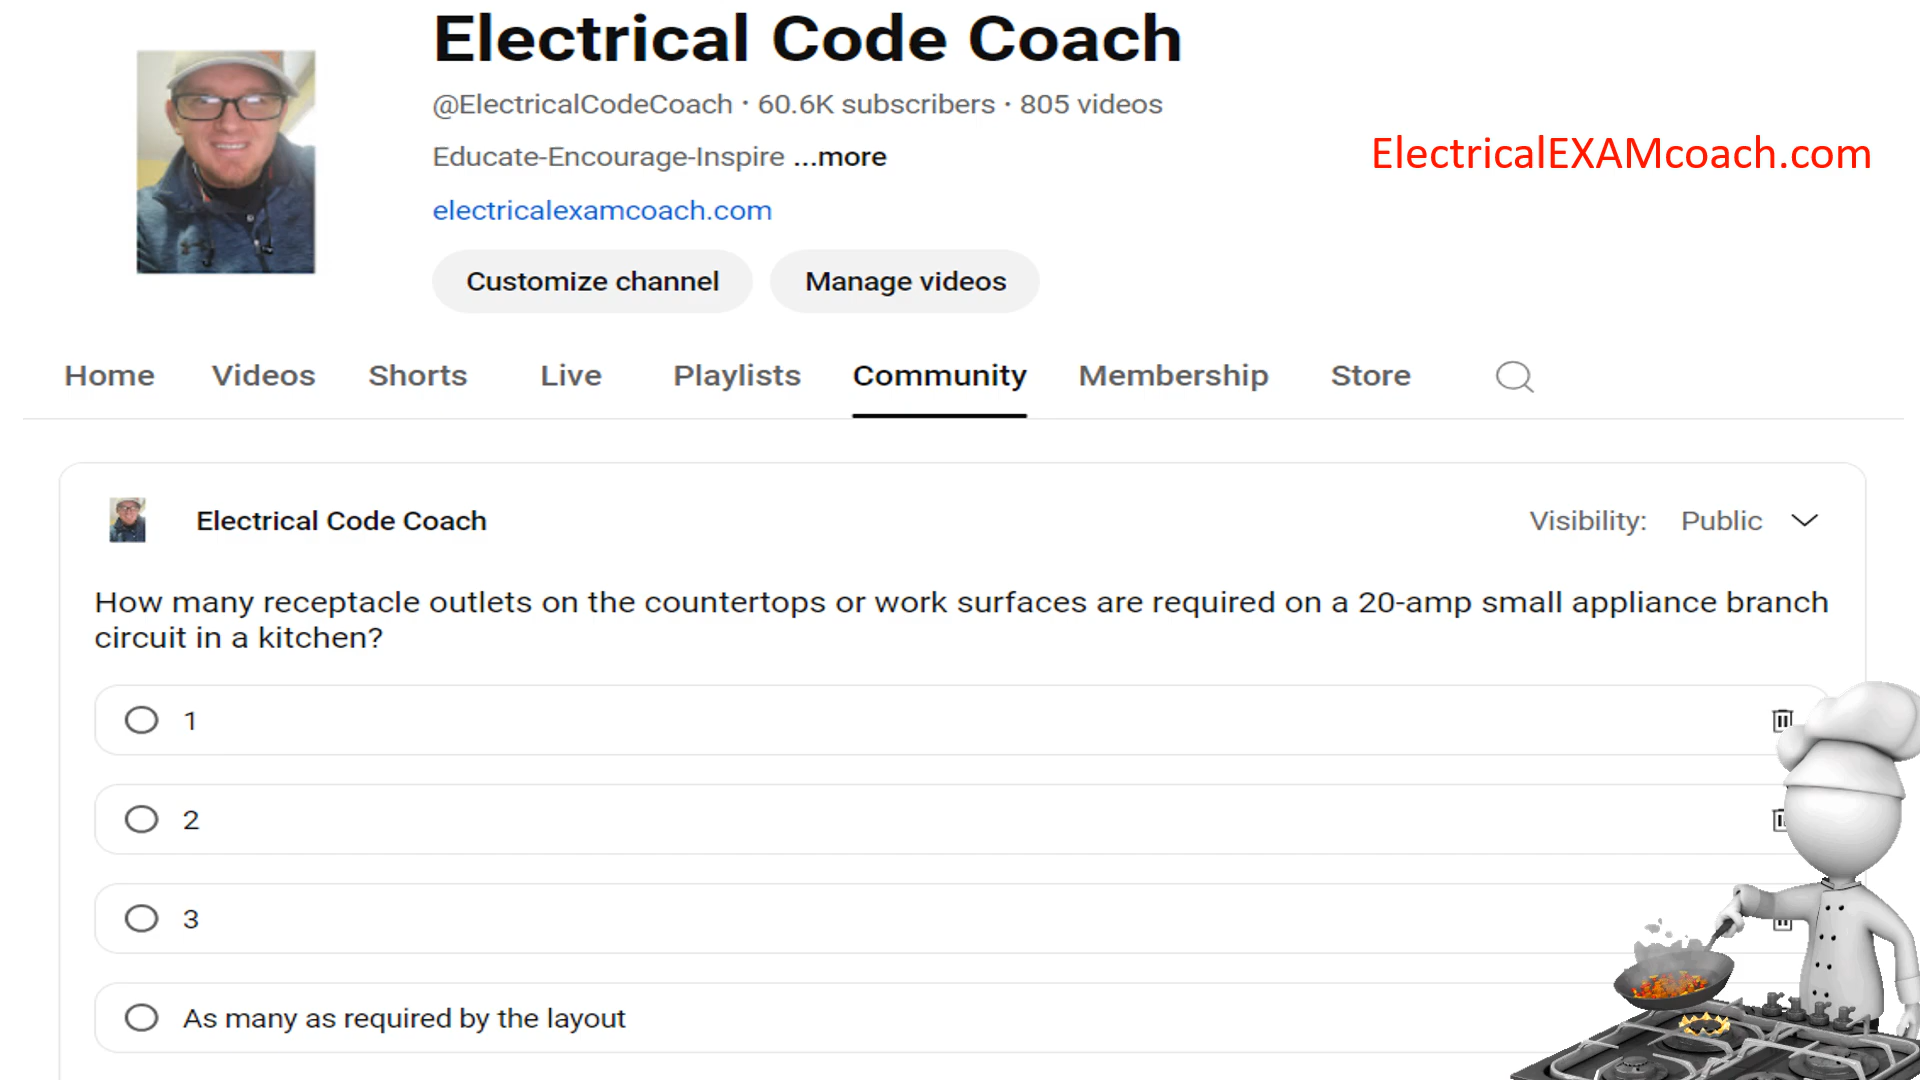 Electrical Code Coach
@ElectricalCodeCoach · 60.6K subscribers · 805 videos
Educate-Encourage-Inspire ...more
ElectricalEXAMcoach.com
electricalexamcoach.com
Customize channel Manage videos
Home Videos Shorts Live Playlists Community Membership Store
Electrical Code Coach Visibility: Public
How many receptacle outlets on the countertops or work surfaces are required on a 20-amp small appliance branch
circuit in a kitchen?
1
2
3
As many as required by the layout